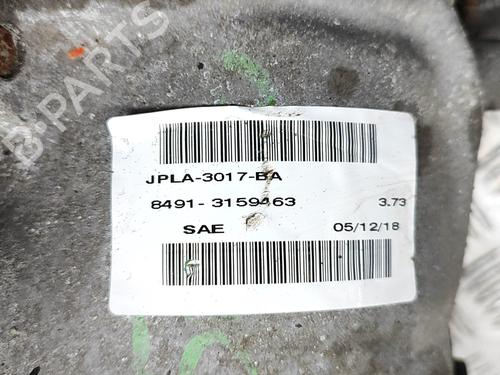 B-PARTS
JPLA-3017-BA
8491-3159463 3.73
SAE 05/12/18